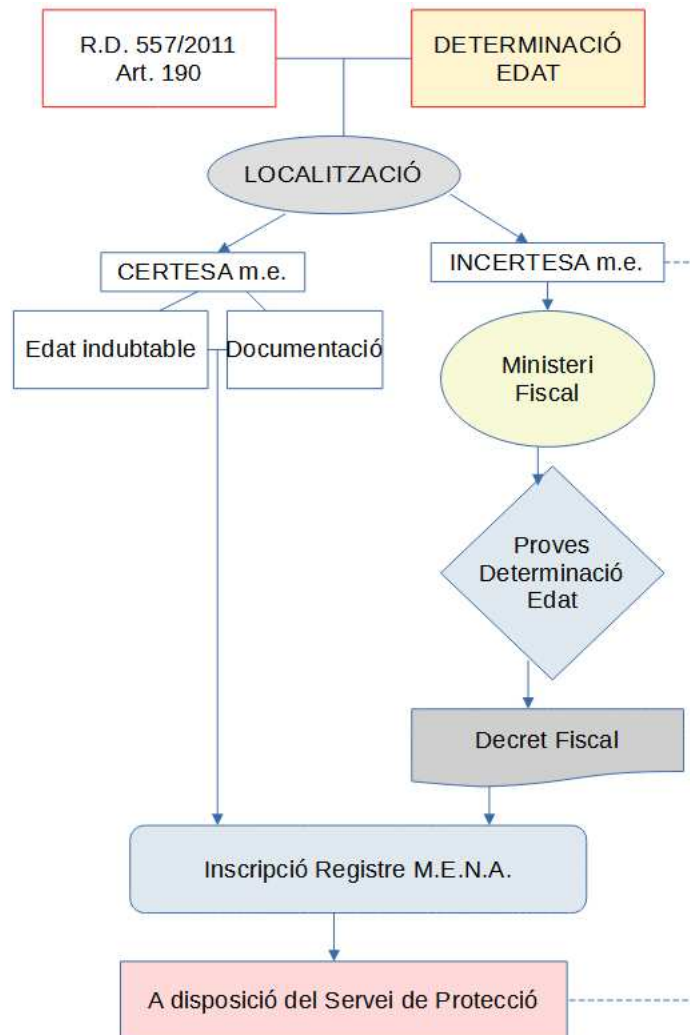 R.D. 557/2011
Art. 190
DETERMINACIÓ
EDAT
LOCALITZACIÓ
CERTESA m.e.
INCERTESA m.e.
Edat indubtable
Documentació
Ministeri
Fiscal
Proves
Determinació
Edat
Decret Fiscal
Inscripció Registre M.E.N.A.
A disposició del Servei de Protecció